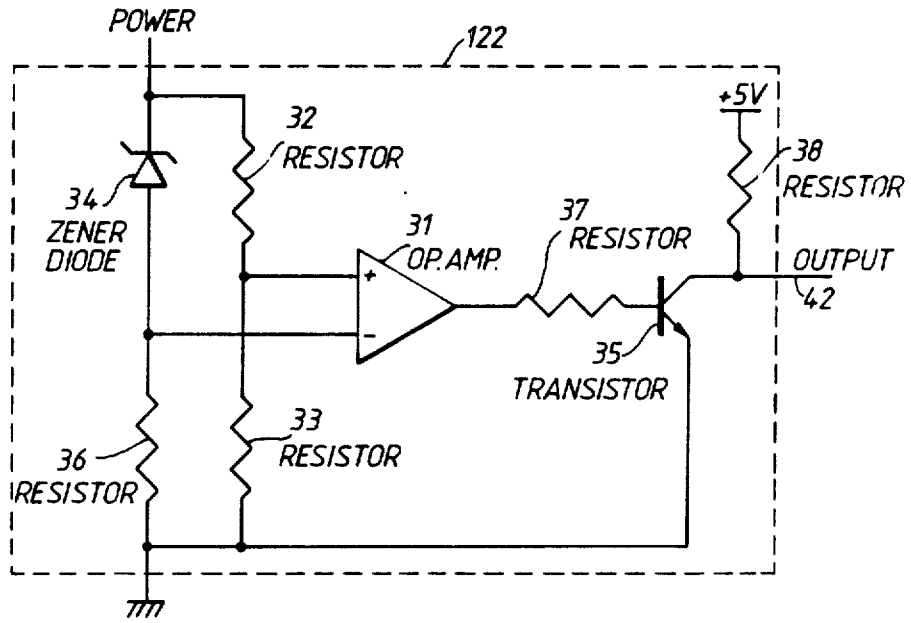 POWER
122
+5V
32
RESISTOR
38
RESISTOR
34
ZENER
DIODE
31
OP.AMP.
37
RESISTOR
+
-
OUTPUT
42
35
TRANSISTOR
33
RESISTOR
36
RESISTOR